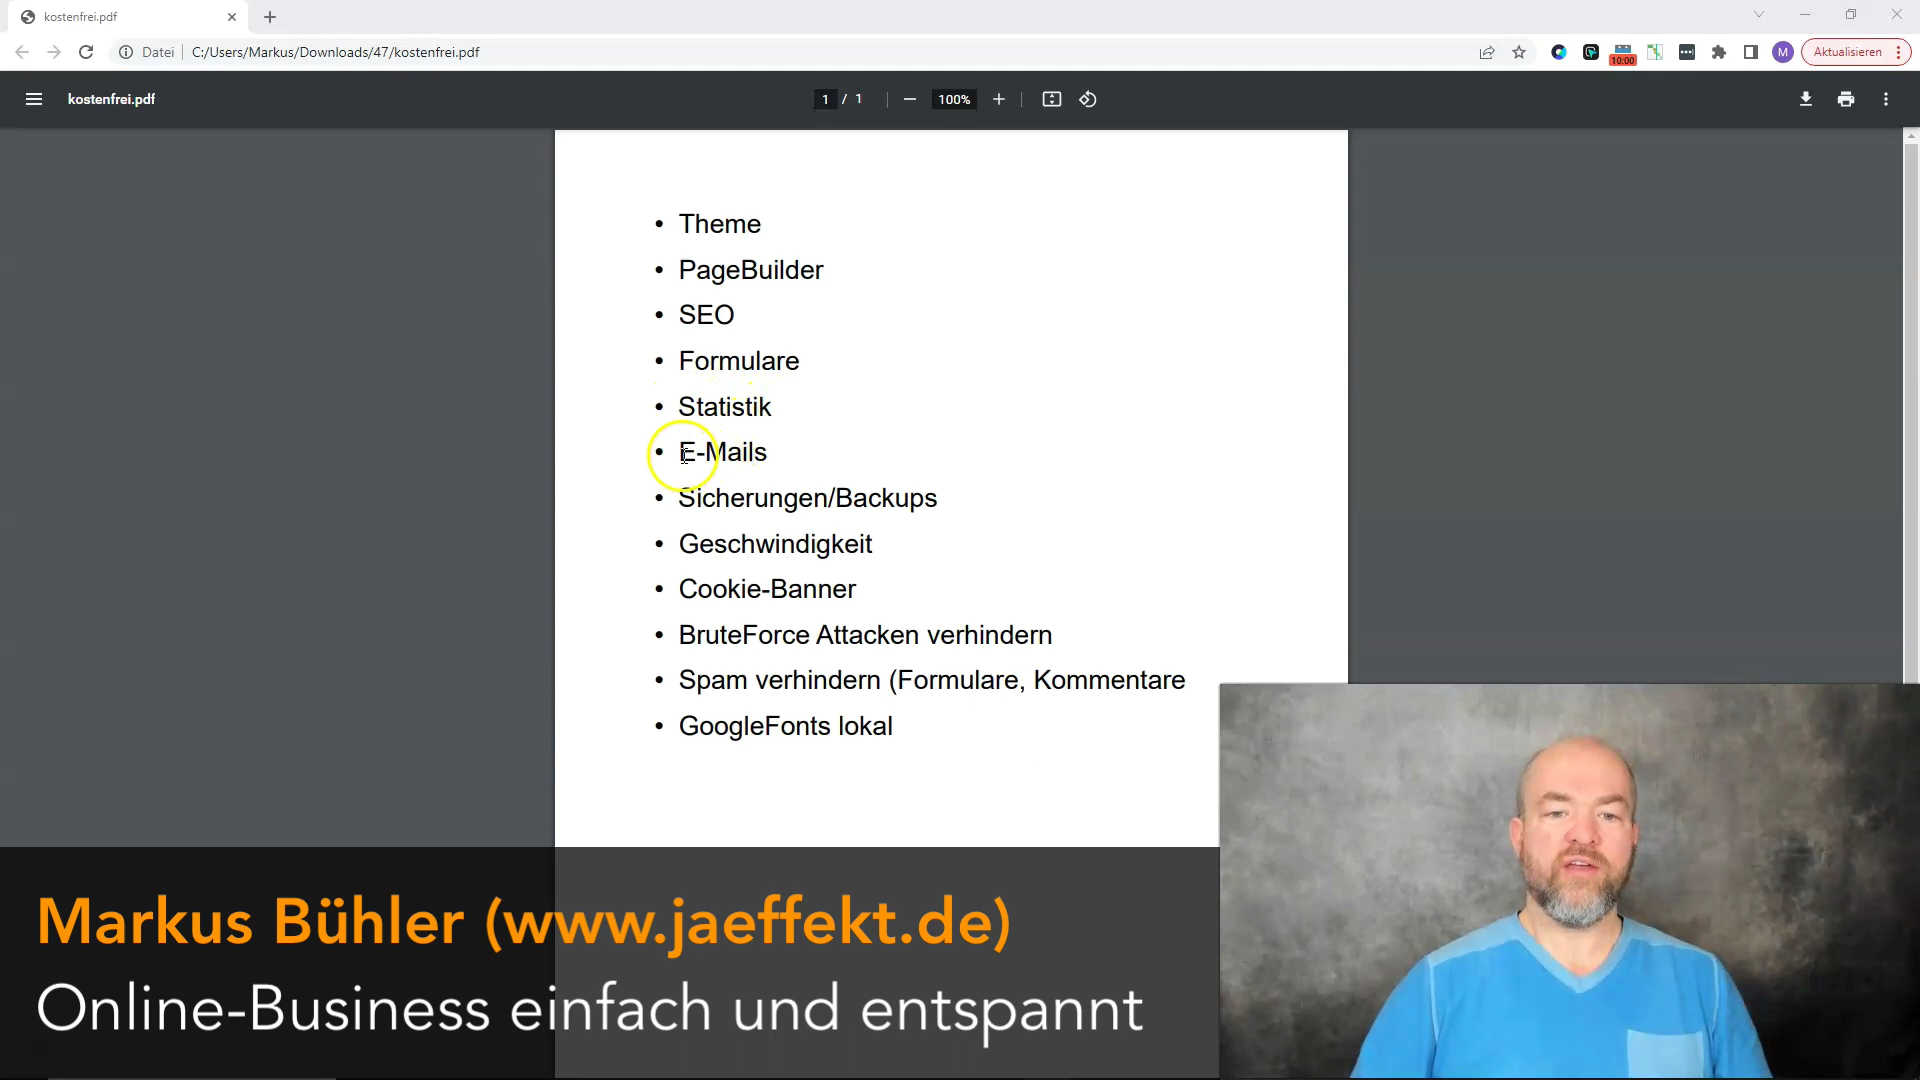 kostenfrei.pdf
Datei C:/Users/Markus/Downloads/47/kostenfrei.pdf
10:00
M
Aktualisieren
kostenfrei.pdf
1 / 1
100%
• Theme
• PageBuilder
• SEO
• Formulare
• Statistik
• E-Mails
• Sicherungen/Backups
• Geschwindigkeit
• Cookie-Banner
• BruteForce Attacken verhindern
• Spam verhindern (Formulare, Kommentare
• GoogleFonts lokal
Markus Bühler (www.jaeffekt.de)
Online-Business einfach und entspannt